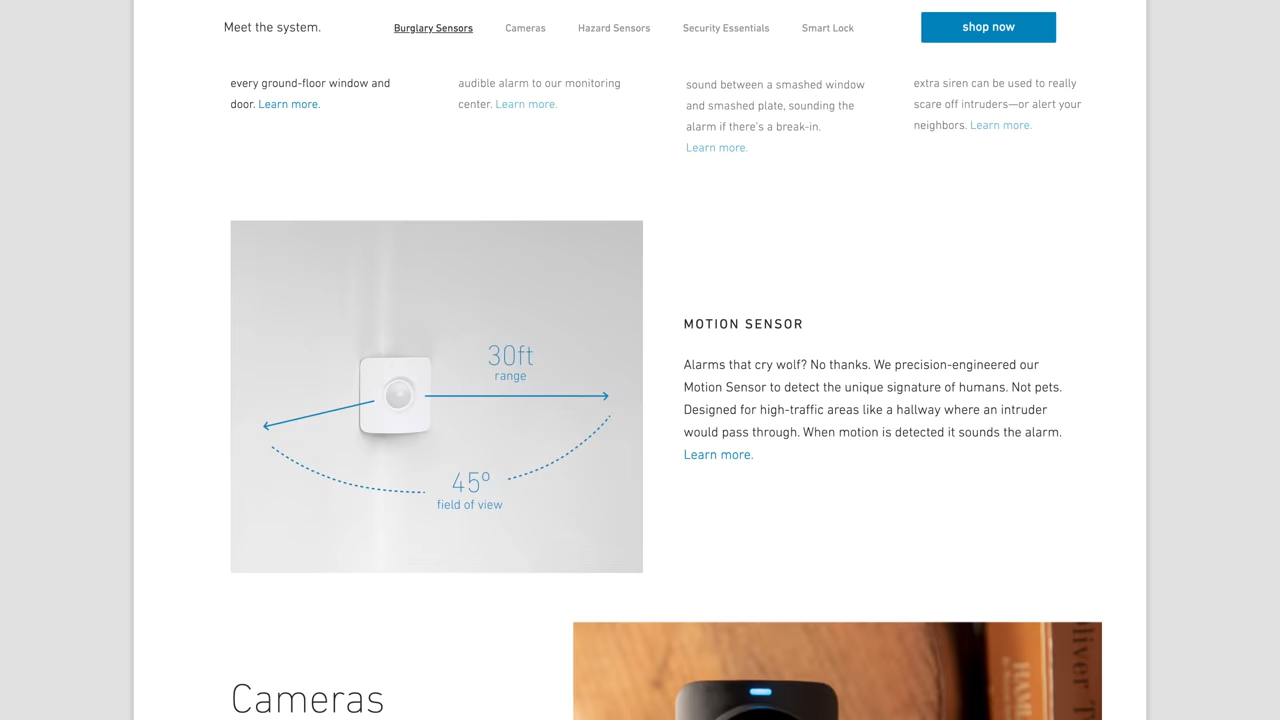 Meet the system.
Burglary Sensors
Cameras
Hazard Sensors
Security Essentials
Smart Lock
shop now
every ground-floor window and
door. Learn more.
audible alarm to our monitoring
center. Learn more.
sound between a smashed window
and smashed plate, sounding the
alarm if there's a break-in.
Learn more.
extra siren can be used to really
scare off intruders—or alert your
neighbors. Learn more.
30ft
range
45º
field of view
MOTION SENSOR
Alarms that cry wolf? No thanks. We precision-engineered our
Motion Sensor to detect the unique signature of humans. Not pets.
Designed for high-traffic areas like a hallway where an intruder
would pass through. When motion is detected it sounds the alarm.
Learn more.
Cameras